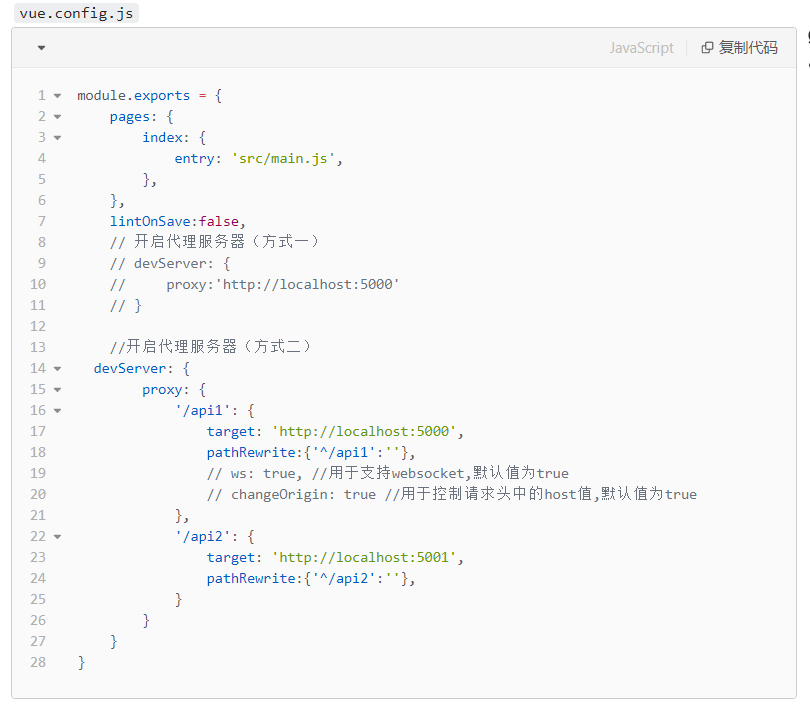 vue.config.js
JavaScript 复制代码
1 module.exports = {
2 pages: {
3 index: {
4 entry: 'src/main.js',
5 },
6 },
7 lintOnSave:false,
8 // 开启代理服务器（方式一）
9 // devServer: {
10 //     proxy:'http://localhost:5000'
11 // }
12
13 //开启代理服务器（方式二）
14 devServer: {
15 proxy: {
16 '/api1': {
17 target: 'http://localhost:5000',
18 pathRewrite:{'^/api1':''},
19 // ws: true, //用于支持websocket,默认值为true
20 // changeOrigin: true //用于控制请求头中的host值,默认值为true
21 },
22 '/api2': {
23 target: 'http://localhost:5001',
24 pathRewrite:{'^/api2':''},
25 }
26 }
27 }
28 }